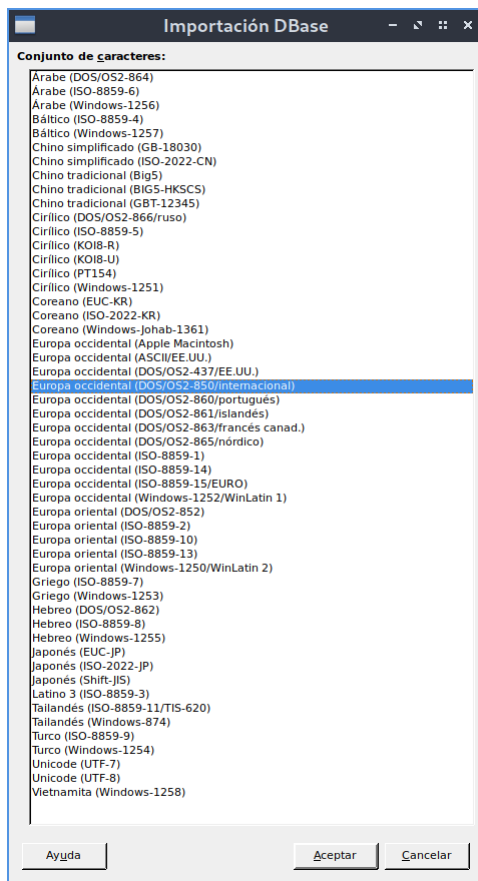 Importación DBase
Conjunto de caracteres:
Árabe (DOS/OS2-864)
Árabe (ISO-8859-6)
Árabe (Windows-1256)
Báltico (ISO-8859-4)
Báltico (Windows-1257)
Chino simplificado (GB-18030)
Chino simplificado (ISO-2022-CN)
Chino tradicional (Big5)
Chino tradicional (BIG5-HKSCS)
Chino tradicional (GBT-12345)
Cirílico (DOS/OS2-866/ruso)
Cirílico (ISO-8859-5)
Cirílico (KOI8-R)
Cirílico (KOI8-U)
Cirílico (PT154)
Cirílico (Windows-1251)
Coreano (EUC-KR)
Coreano (ISO-2022-KR)
Coreano (Windows-Johab-1361)
Europa occidental (Apple Macintosh)
Europa occidental (ASCII/EE.UU.)
Europa occidental (DOS/OS2-437/EE.UU.)
Europa occidental (DOS/OS2-850/internacional)
Europa occidental (DOS/OS2-860/portugués)
Europa occidental (DOS/OS2-861/islandés)
Europa occidental (DOS/OS2-863/francés canad.)
Europa occidental (DOS/OS2-865/nórdico)
Europa occidental (ISO-8859-1)
Europa occidental (ISO-8859-14)
Europa occidental (ISO-8859-15/EURO)
Europa occidental (Windows-1252/WinLatin 1)
Europa oriental (DOS/OS2-852)
Europa oriental (ISO-8859-2)
Europa oriental (ISO-8859-10)
Europa oriental (ISO-8859-13)
Europa oriental (Windows-1250/WinLatin 2)
Griego (ISO-8859-7)
Griego (Windows-1253)
Hebreo (DOS/OS2-862)
Hebreo (ISO-8859-8)
Hebreo (Windows-1255)
Japonés (EUC-JP)
Japonés (ISO-2022-JP)
Japonés (Shift-JIS)
Latino 3 (ISO-8859-3)
Tailandés (ISO-8859-11/TIS-620)
Tailandés (Windows-874)
Turco (ISO-8859-9)
Turco (Windows-1254)
Unicode (UTF-7)
Unicode (UTF-8)
Vietnamita (Windows-1258)
Ayuda Aceptar Cancelar